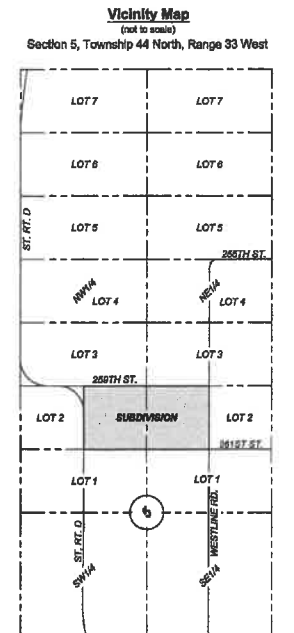 Vicinity Map
(not to scale)
Section 5, Township 44 North, Range 33 West
LOT 7
LOT 7
LOT 6
LOT 6
ST. RT. D
LOT 5
LOT 5
255TH ST.
NW1/4
LOT 4
NE1/4
LOT 4
LOT 3
LOT 3
259TH ST.
LOT 2
SUBDIVISION
LOT 2
261ST ST.
LOT 1
LOT 1
ST. RT. D
SW1/4
WESTLINE RD.
SE1/4